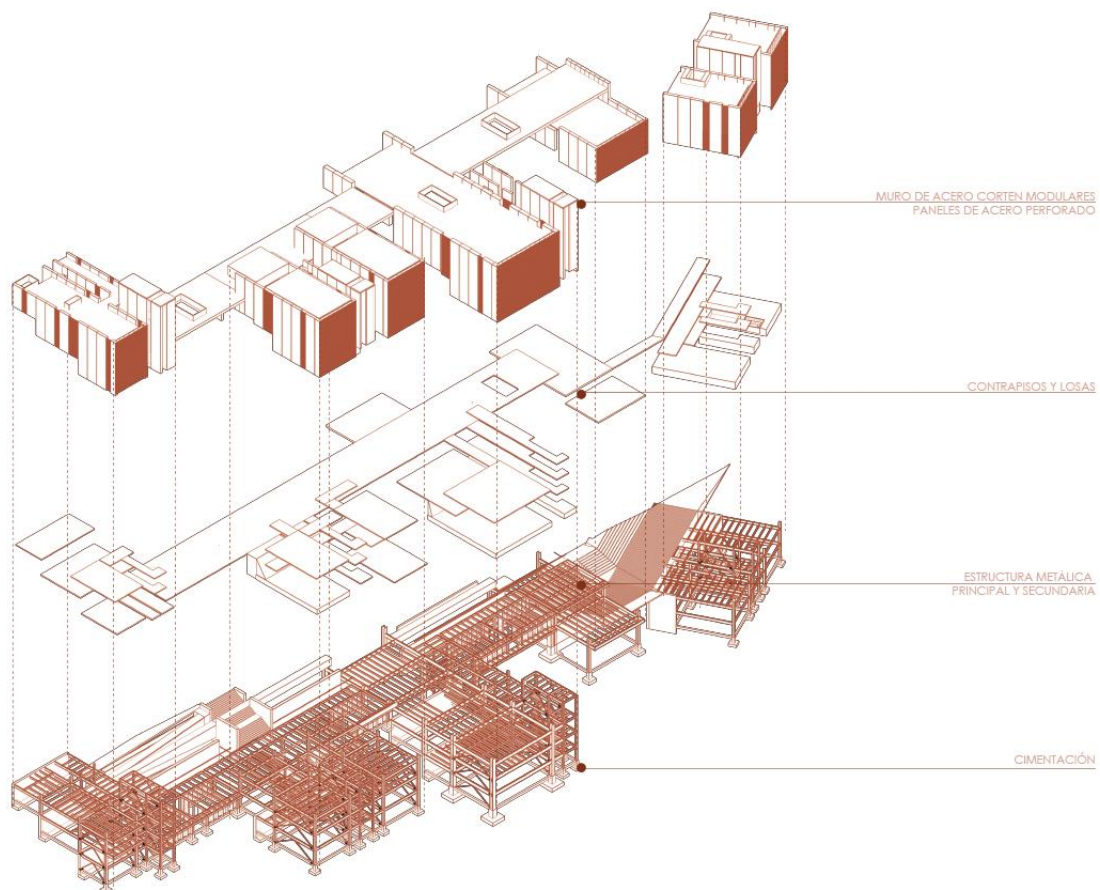 MURO DE ACERO CORTEN MODULARES
PANELES DE ACERO PERFORADO
CONTRAPISOS Y LOSAS
ESTRUCTURA METÁLICA
PRINCIPAL Y SECUNDARIA
CIMENTACIÓN